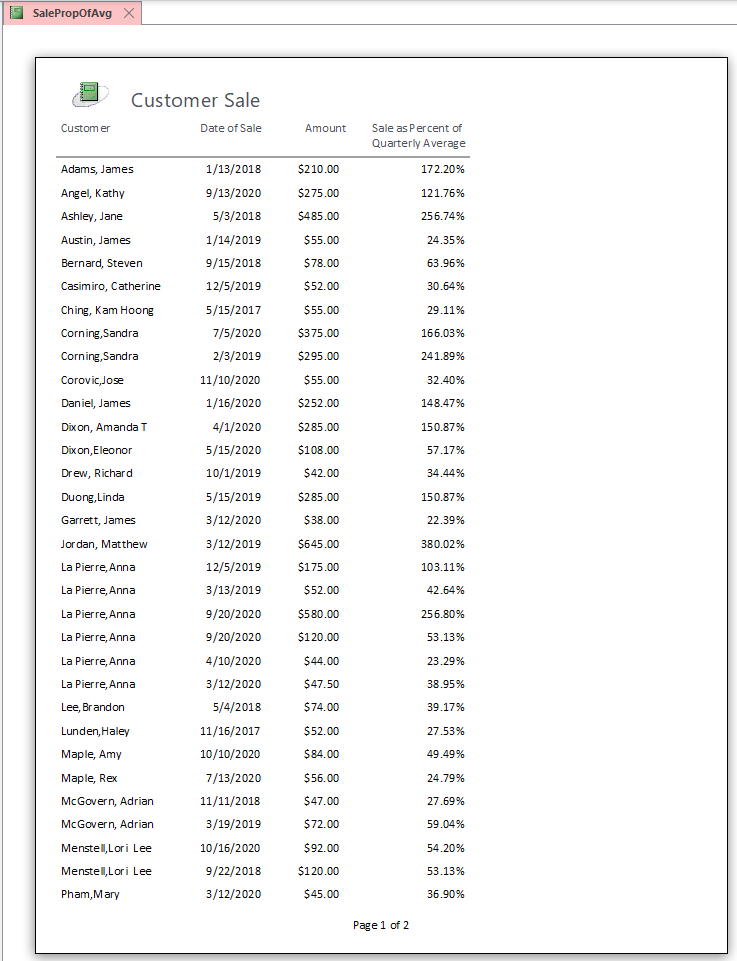 SalePropOfAvg
Customer Sale
Customer Date of Sale Amount Sale as Percent of
Quarterly Average
Adams, James 1/13/2018 $210.00 172.20%
Angel, Kathy 9/13/2020 $275.00 121.76%
Ashley, Jane 5/3/2018 $485.00 256.74%
Austin, James 1/14/2019 $55.00 24.35%
Bernard, Steven 9/15/2018 $78.00 63.96%
Casimiro, Catherine 12/5/2019 $52.00 30.64%
Ching, Kam Hoong 5/15/2017 $55.00 29.11%
Corning,Sandra 7/5/2020 $375.00 166.03%
Corning,Sandra 2/3/2019 $295.00 241.89%
Corovic,Jose 11/10/2020 $55.00 32.40%
Daniel, James 1/16/2020 $252.00 148.47%
Dixon, Amanda T 4/1/2020 $285.00 150.87%
Dixon,Eleonor 5/15/2020 $108.00 57.17%
Drew, Richard 10/1/2019 $42.00 34.44%
Duong,Linda 5/15/2019 $285.00 150.87%
Garrett, James 3/12/2020 $38.00 22.39%
Jordan, Matthew 3/12/2019 $645.00 380.02%
La Pierre,Anna 12/5/2019 $175.00 103.11%
La Pierre,Anna 3/13/2019 $52.00 42.64%
La Pierre,Anna 9/20/2020 $580.00 256.80%
La Pierre,Anna 9/20/2020 $120.00 53.13%
La Pierre,Anna 4/10/2020 $44.00 23.29%
La Pierre,Anna 3/12/2020 $47.50 38.95%
Lee,Brandon 5/4/2018 $74.00 39.17%
Lunden,Haley 11/16/2017 $52.00 27.53%
Maple, Amy 10/10/2020 $84.00 49.49%
Maple, Rex 7/13/2020 $56.00 24.79%
McGovern, Adrian 11/11/2018 $47.00 27.69%
McGovern, Adrian 3/19/2019 $72.00 59.04%
Menstell,Lori Lee 10/16/2020 $92.00 54.20%
Menstell,Lori Lee 9/22/2018 $120.00 53.13%
Pham,Mary 3/12/2020 $45.00 36.90%
Page 1 of 2